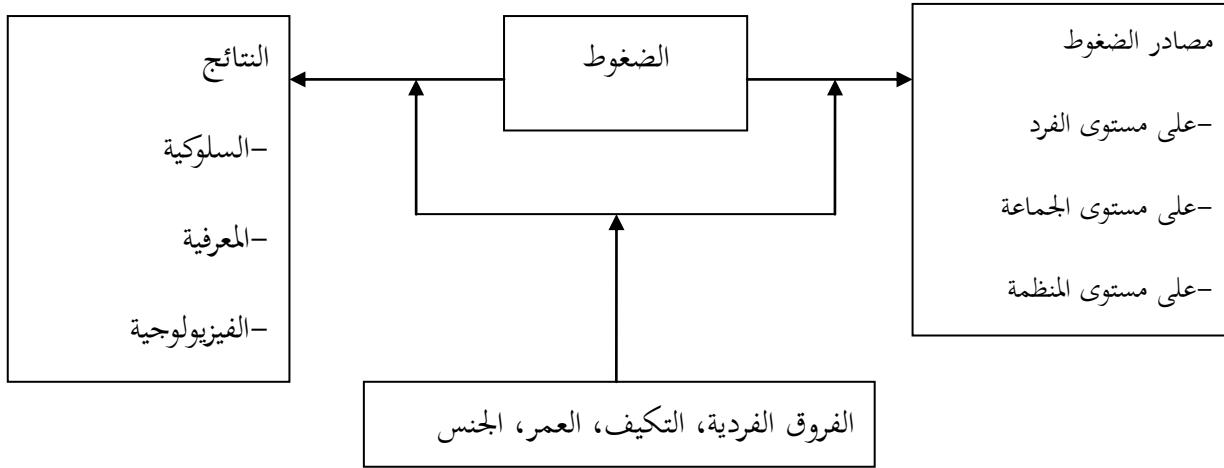 مصادر الضغوط
–على مستوى الفرد
–على مستوى الجماعة
–على مستوى المنظمة
الضغوط
النتائج
–السلوكية
–المعرفية
–الفيزيولوجية
الفروق الفردية، التكيف، العمر، الجنس